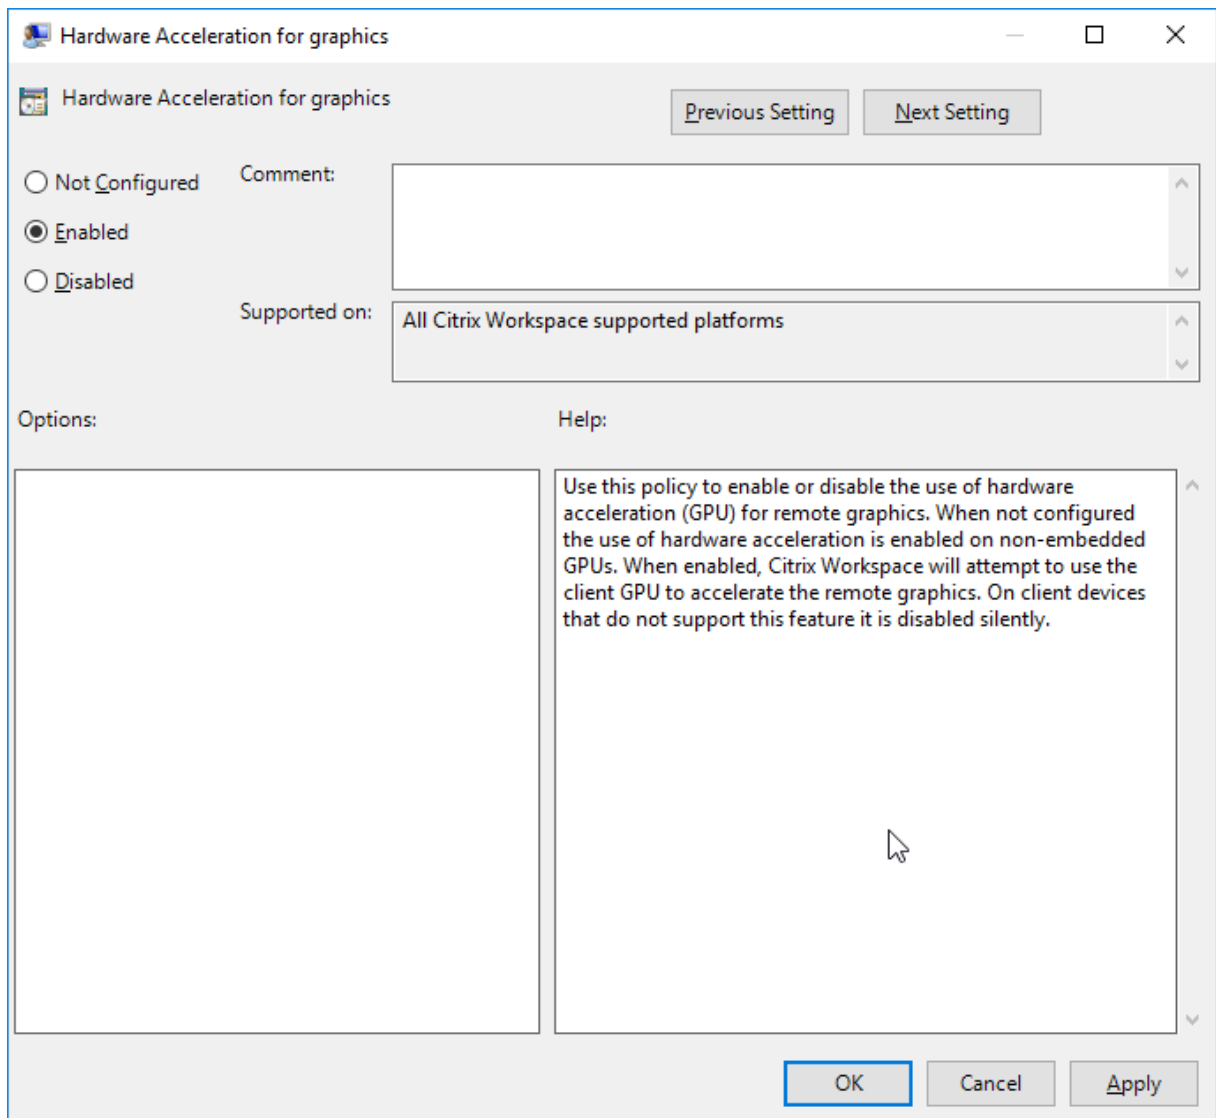 Hardware Acceleration for graphics
Hardware Acceleration for graphics
Previous Setting
Next Setting
Not Configured
Enabled
Disabled
Comment:
Supported on:
All Citrix Workspace supported platforms
Options:
Help:
Use this policy to enable or disable the use of hardware
acceleration (GPU) for remote graphics. When not configured
the use of hardware acceleration is enabled on non-embedded
GPUs. When enabled, Citrix Workspace will attempt to use the
client GPU to accelerate the remote graphics. On client devices
that do not support this feature it is disabled silently.
OK
Cancel
Apply